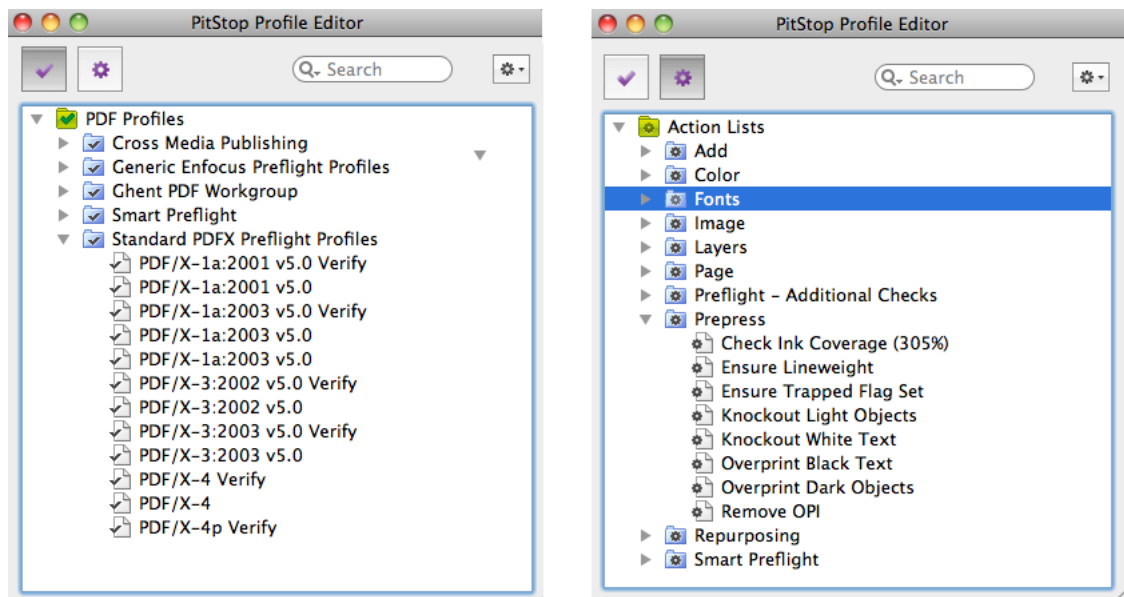 PitStop Profile Editor
Search
PDF Profiles
Cross Media Publishing
Generic Enfocus Preflight Profiles
Ghent PDF Workgroup
Smart Preflight
Standard PDFX Preflight Profiles
PDF/X-1a:2001 v5.0 Verify
PDF/X-1a:2001 v5.0
PDF/X-1a:2003 v5.0 Verify
PDF/X-1a:2003 v5.0
PDF/X-1a:2003 v5.0
PDF/X-3:2002 v5.0 Verify
PDF/X-3:2002 v5.0
PDF/X-3:2003 v5.0 Verify
PDF/X-3:2003 v5.0
PDF/X-4 Verify
PDF/X-4
PDF/X-4p Verify
PitStop Profile Editor
Search
Action Lists
Add
Color
Fonts
Image
Layers
Page
Preflight - Additional Checks
Prepress
Check Ink Coverage (305%)
Ensure Lineweight
Ensure Trapped Flag Set
Knockout Light Objects
Knockout White Text
Overprint Black Text
Overprint Dark Objects
Remove OPI
Repurposing
Smart Preflight